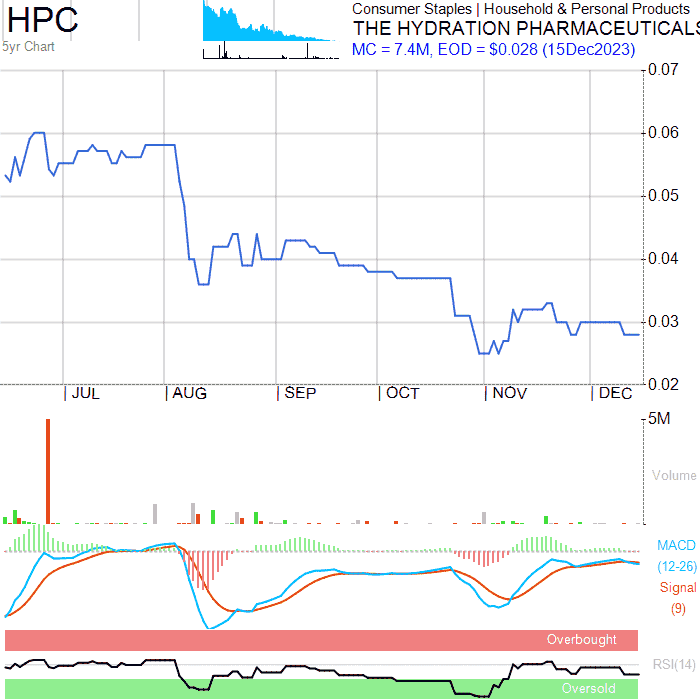 HPC
5yr Chart
Consumer Staples | Household & Personal Products
THE HYDRATION PHARMACEUTICALS
MC = 7.4M, EOD = $0.028 (15Dec2023)
0.07
0.06
0.05
0.04
0.03
0.02
| JUL | AUG | SEP | OCT | NOV | DEC
5M
Volume
MACD
(12-26)
Signal
(9)
Overbought
RSI(14)
Oversold